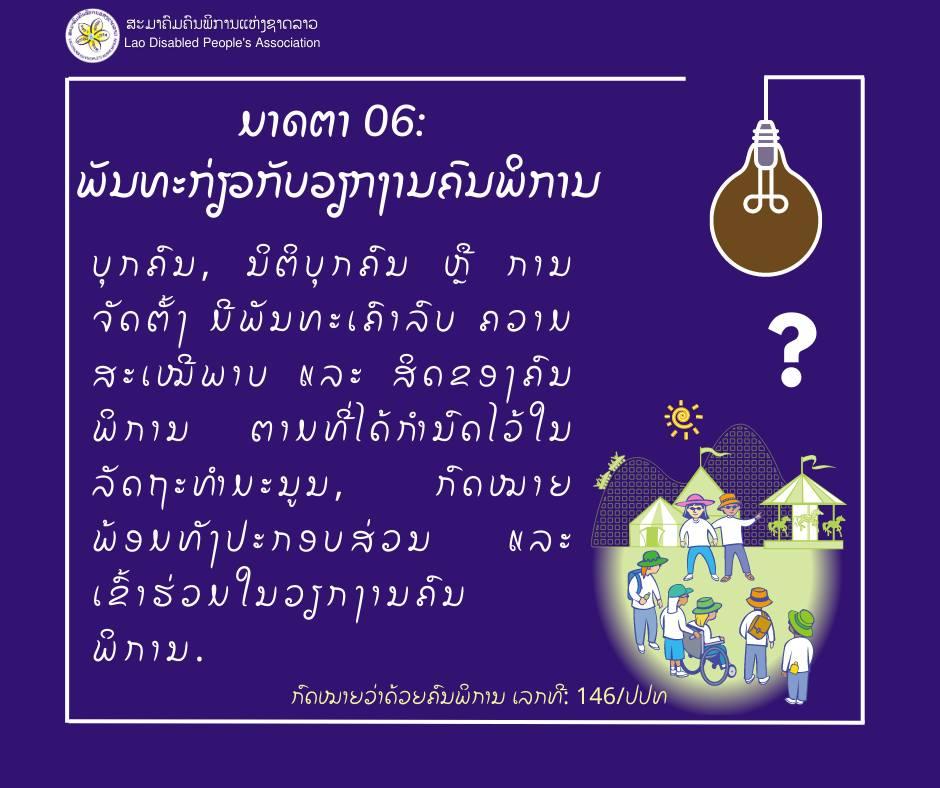 ສະມາຄົມຄົນພິການແຫ່ງຊາດລາວ
Lao Disabled People's Association
ມາດຕາ 06:
ພັນທະກ່ຽວກັບວຽກງານຄົນພິການ
ບຸກຄົນ, ນິຕິບຸກຄົນ ຫຼື ການ
ຈັດຕັ້ງ ມີພັນທະເຄົາລົບ ຄວາມ
ສະເໝີພາບ ແລະ ສິດຂອງຄົນ
ພິການ ຕາມທີ່ໄດ້ກຳນົດໄວ້ໃນ
ລັດຖະທຳມະນູນ, ກົດໝາຍ
ພ້ອມທັງປະກອບສ່ວນ ແລະ
ເຂົ້າຮ່ວມໃນວຽກງານຄົນ
ພິການ.
ກົດໝາຍວ່າດ້ວຍຄົນພິການ ເລກທີ: 146/ປປທ
?